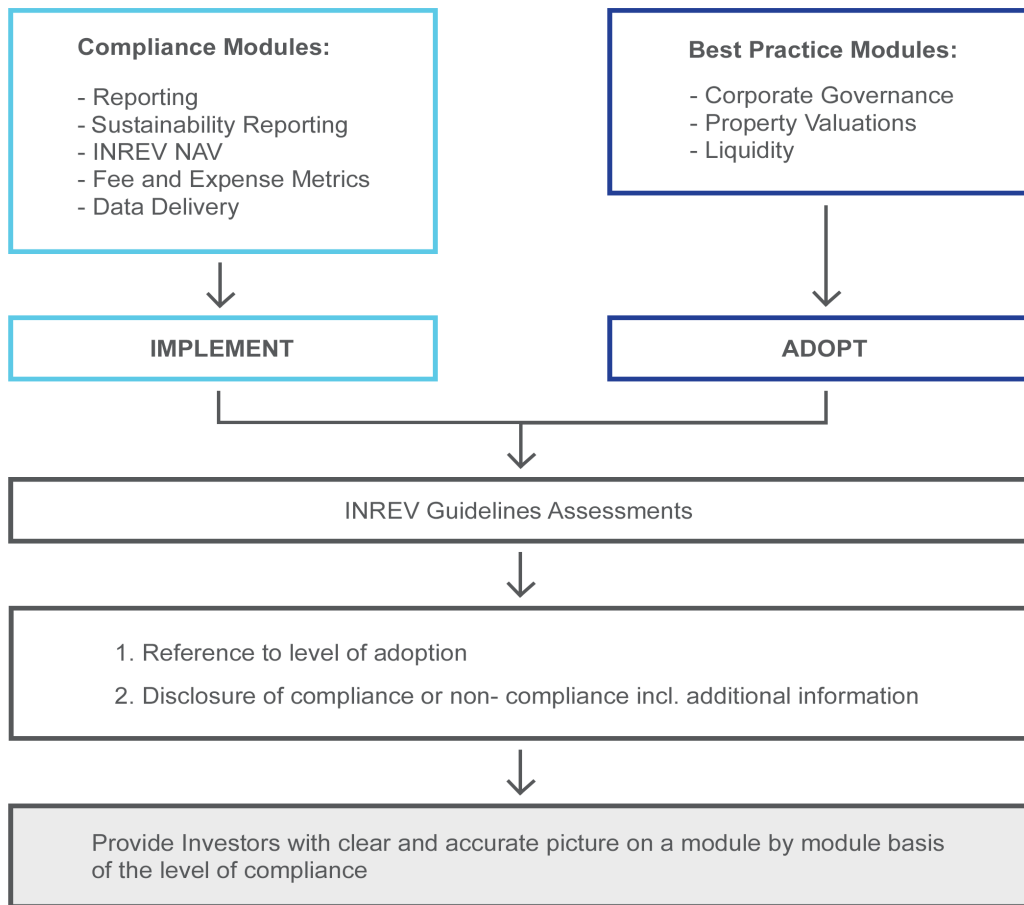 Compliance Modules:
- Reporting
- Sustainability Reporting
- INREV NAV
- Fee and Expense Metrics
- Data Delivery
Best Practice Modules:
- Corporate Governance
- Property Valuations
- Liquidity
IMPLEMENT
ADOPT
INREV Guidelines Assessments
1. Reference to level of adoption
2. Disclosure of compliance or non- compliance incl. additional information
Provide Investors with clear and accurate picture on a module by module basis
of the level of compliance